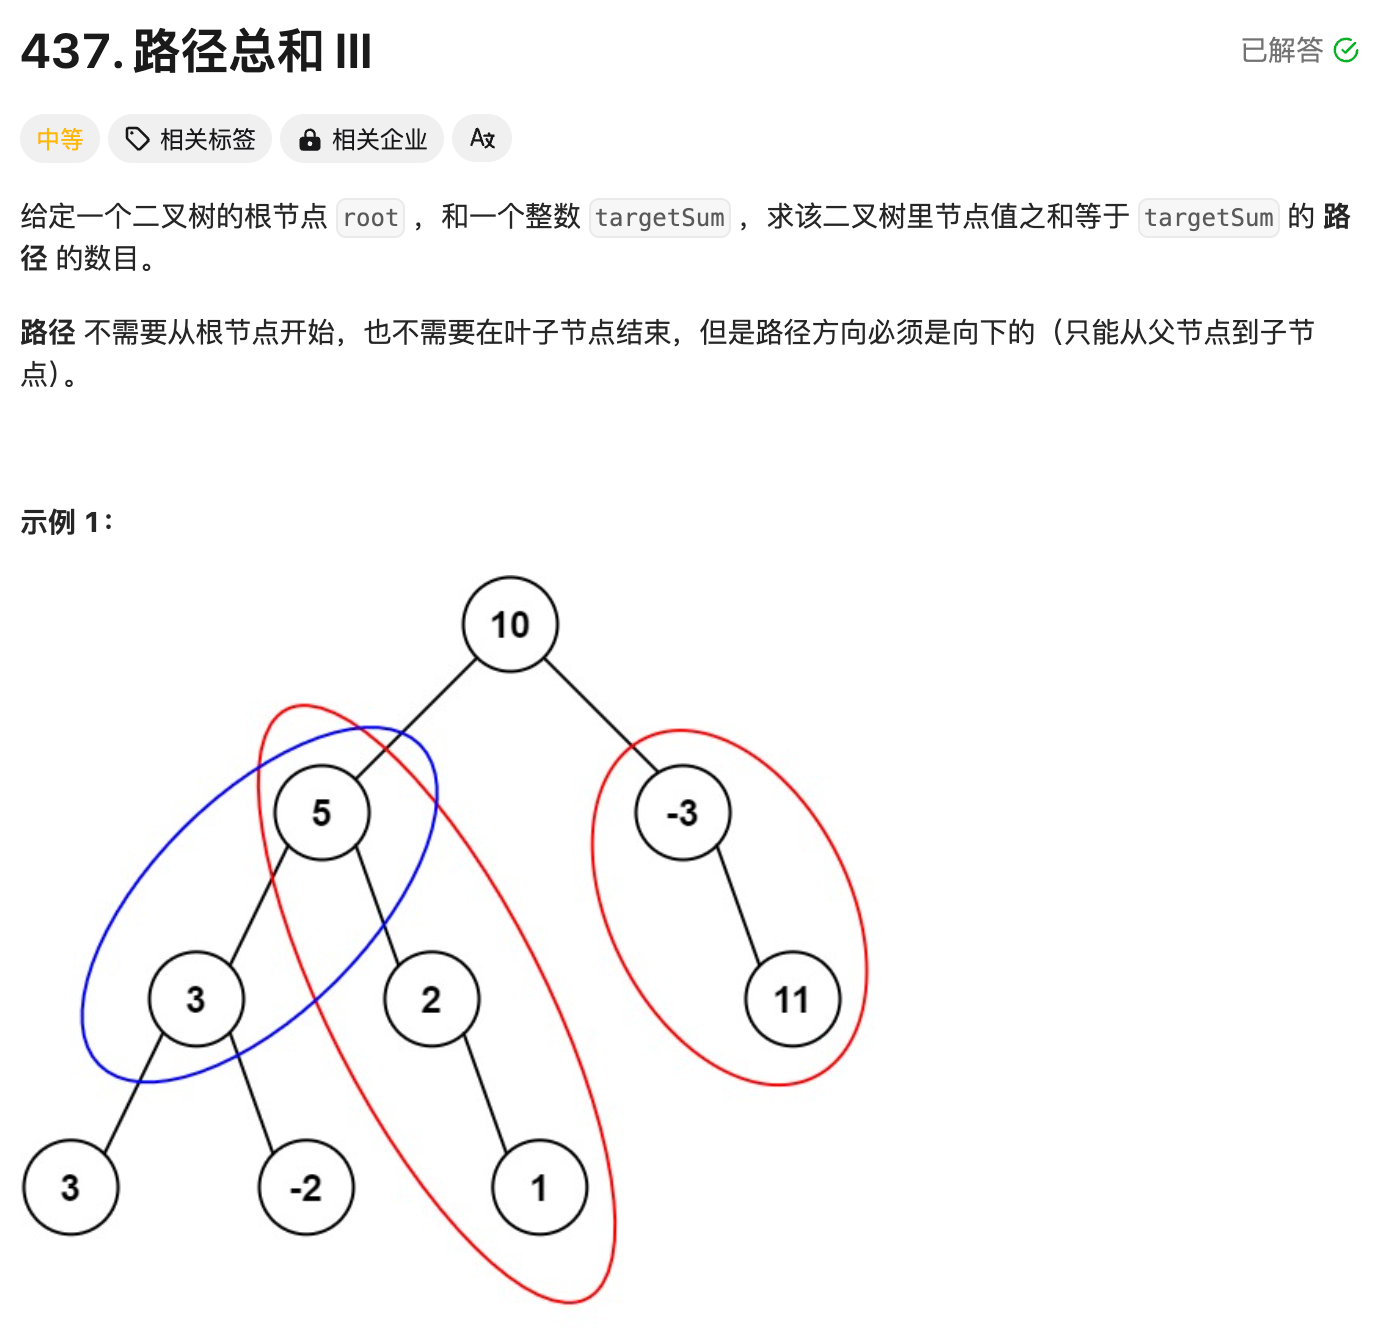 437. 路径总和 III
已解答
中等
相关标签
相关企业
给定一个二叉树的根节点 root ，和一个整数 targetSum ，求该二叉树里节点值之和等于 targetSum 的 路
径 的数目。
路径 不需要从根节点开始，也不需要在叶子节点结束，但是路径方向必须是向下的（只能从父节点到子节
点）。
示例 1：
10
5
-3
3
2
11
3
-2
1